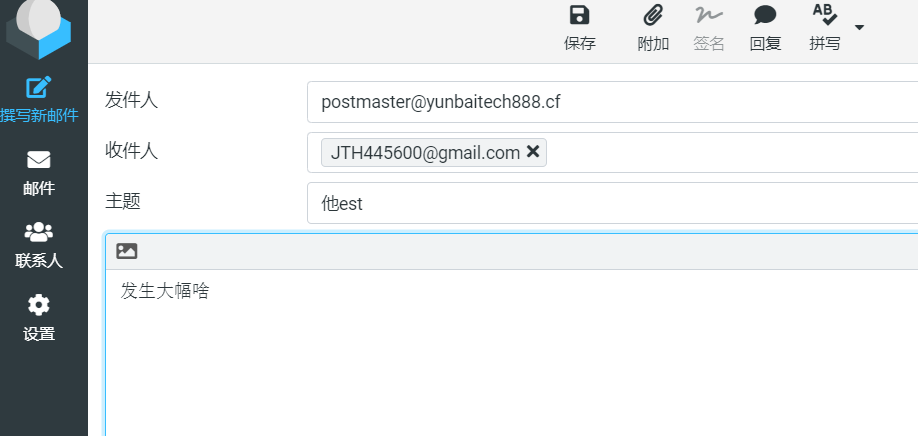 保存 附加 签名 回复 拼写
撰写新邮件
邮件
联系人
设置
发件人 postmaster@yunbaitech888.cf
收件人 JTH445600@gmail.com
主题 他est
发生大幅啥